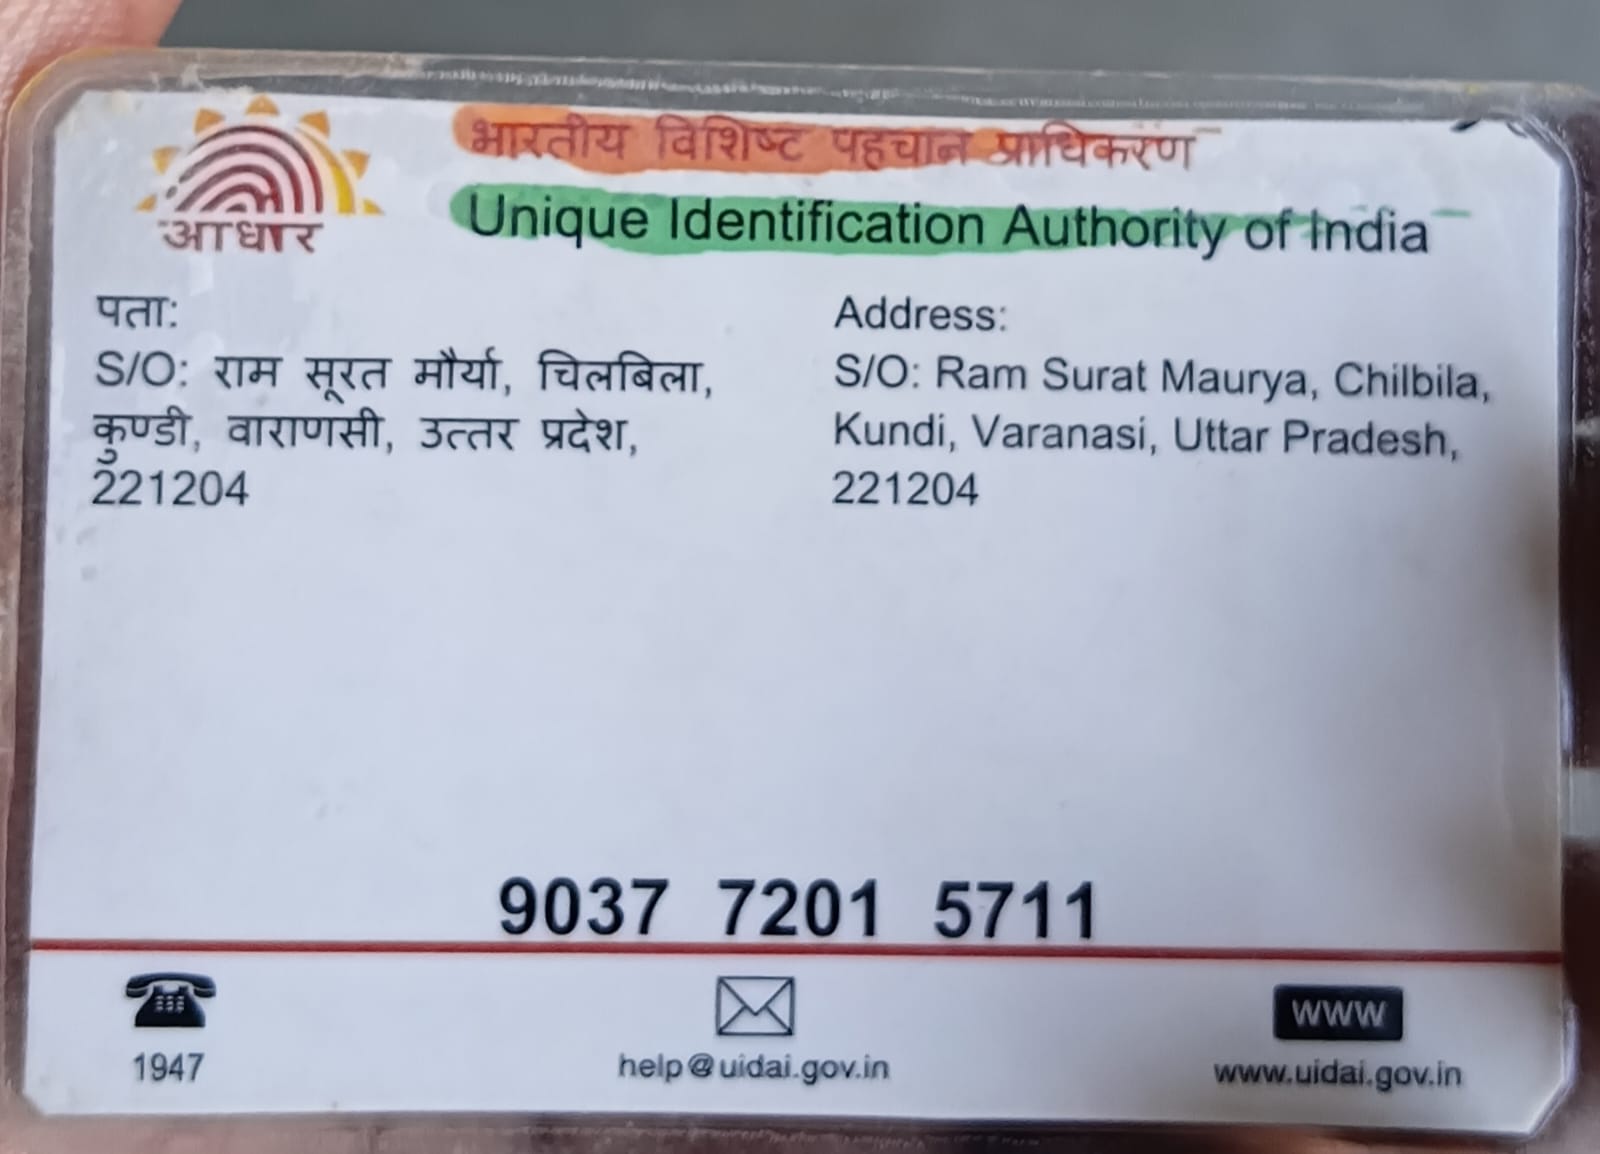 आधार
भारतीय विशिष्ट पहचान प्राधिकरण
Unique Identification Authority of India
पता:
S/O: राम सूरत मौर्या, चिलबिला,
कुण्डी, वाराणसी, उत्तर प्रदेश,
221204
Address:
S/O: Ram Surat Maurya, Chilbila,
Kundi, Varanasi, Uttar Pradesh,
221204
9037 7201 5711
1947
help@uidai.gov.in
WWW
www.uidai.gov.in